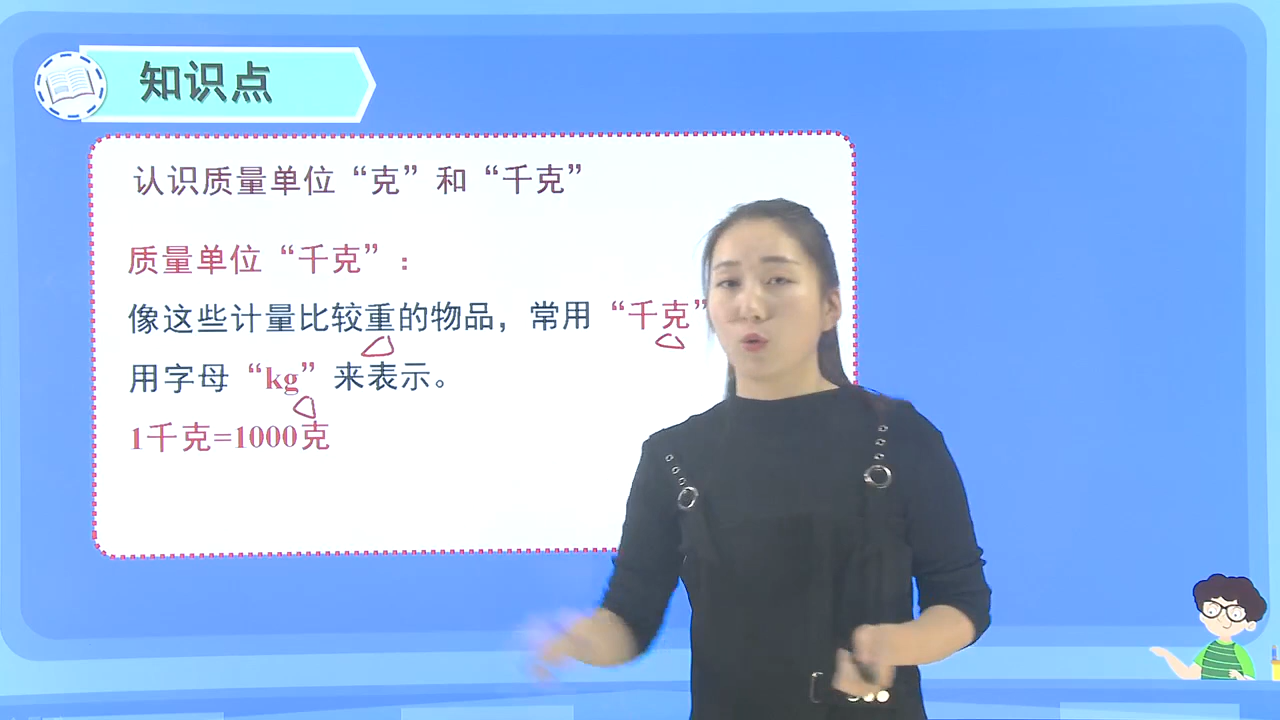 知识点
认识质量单位“克”和“千克”
质量单位“千克”：
像这些计量比较重的物品，常用“千克”
用字母“kg”来表示。
1千克=1000克